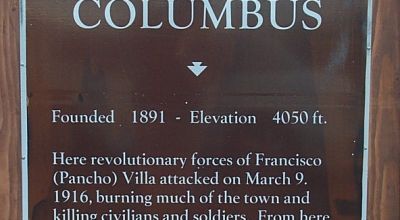 COLUMBUS
Founded 1891 - Elevation 4050 ft.
Here revolutionary forces of Francisco
(Pancho) Villa attacked on March 9.
1916, burning much of the town and
killing civilians and soldiers. From here